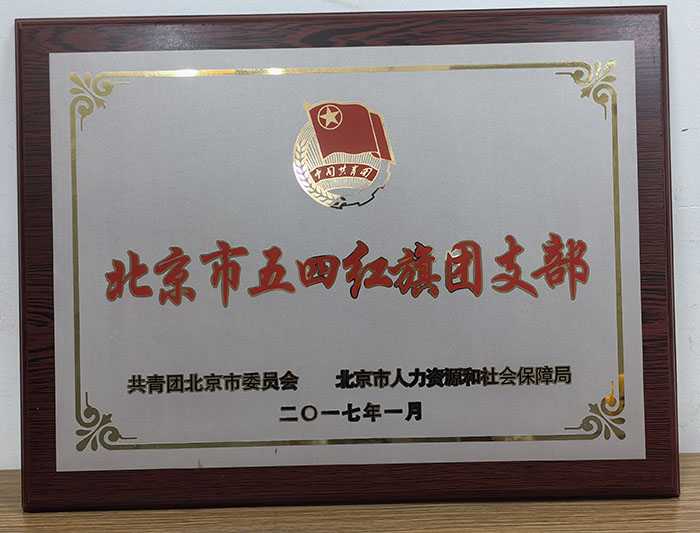 中国共青团
北京市五四红旗团支部
共青团北京市委员会 北京市人力资源和社会保障局
二〇一七年一月